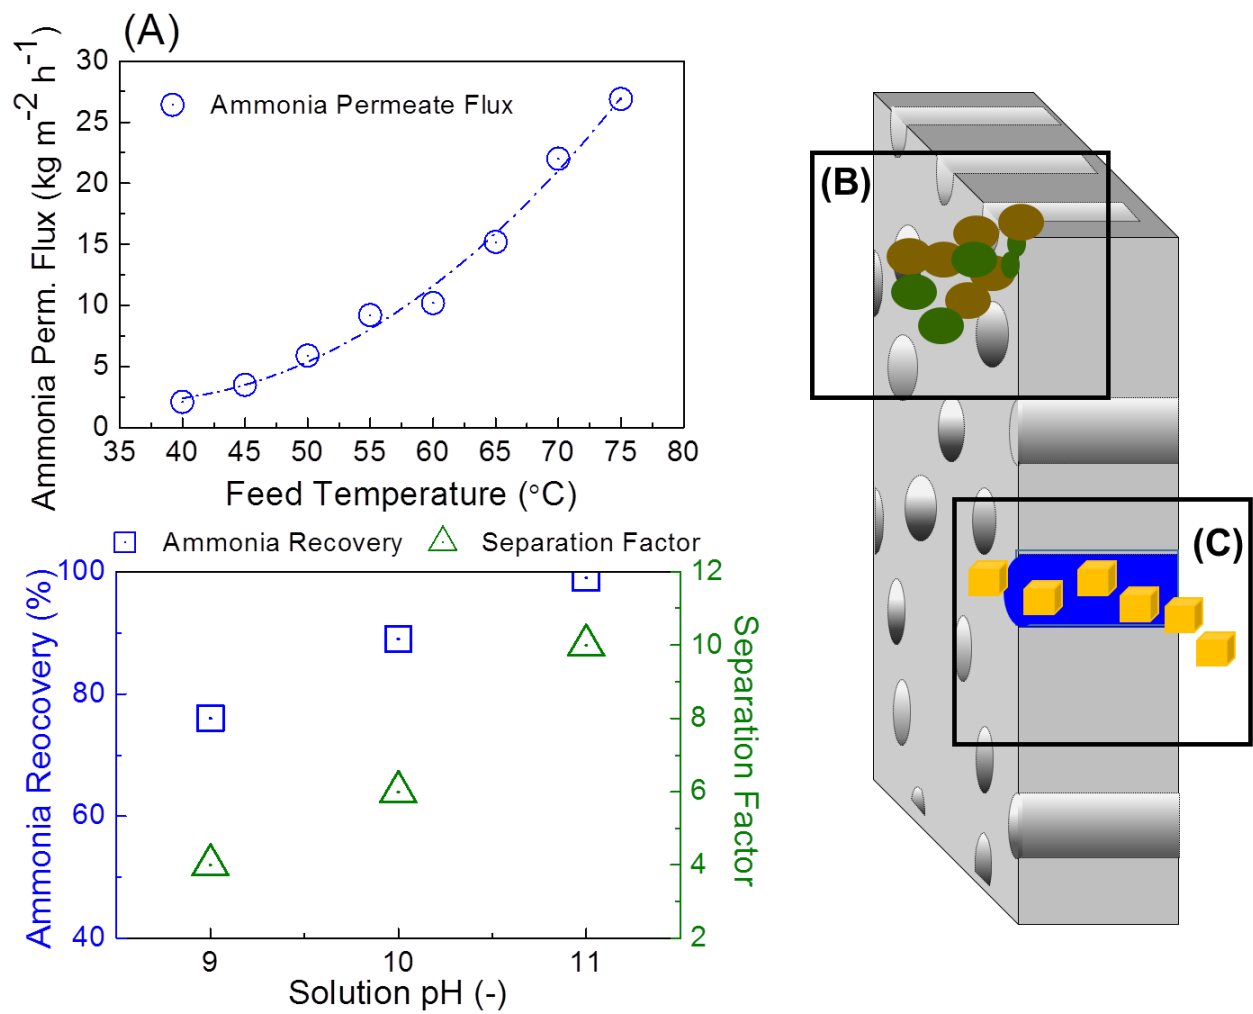 (A)
Ammonia Perm. Flux (kg m⁻² h⁻¹)
30
25
20
15
10
5
0
Ammonia Permeate Flux
35 40 45 50 55 60 65 70 75 80
Feed Temperature (°C)
Ammonia Recovery Separation Factor
Ammonia Reocovery (%)
100
80
60
40
12
10
8
6
4
2
Separation Factor
9 10 11
Solution pH (-)
(B)
(C)